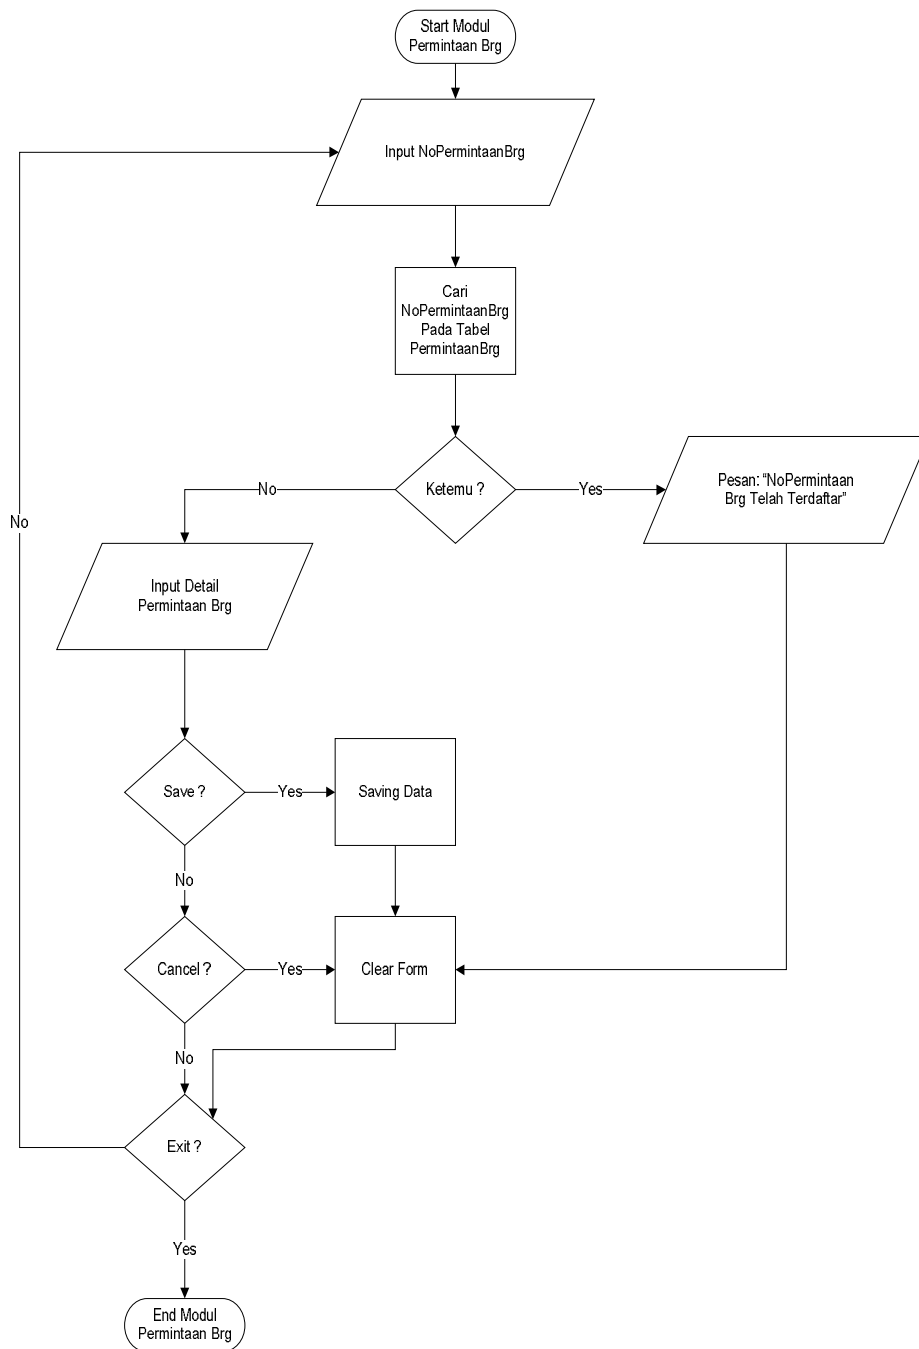 Start Modul
Permintaan Brg
Input NoPermintaanBrg
Cari
NoPermintaanBrg
Pada Tabel
PermintaanBrg
Ketemu ?
No
Yes
Pesan: “NoPermintaan
Brg Telah Terdaftar”
No
Input Detail
Permintaan Brg
Save ?
Yes
Saving Data
No
Cancel ?
Yes
Clear Form
No
Exit ?
Yes
End Modul
Permintaan Brg